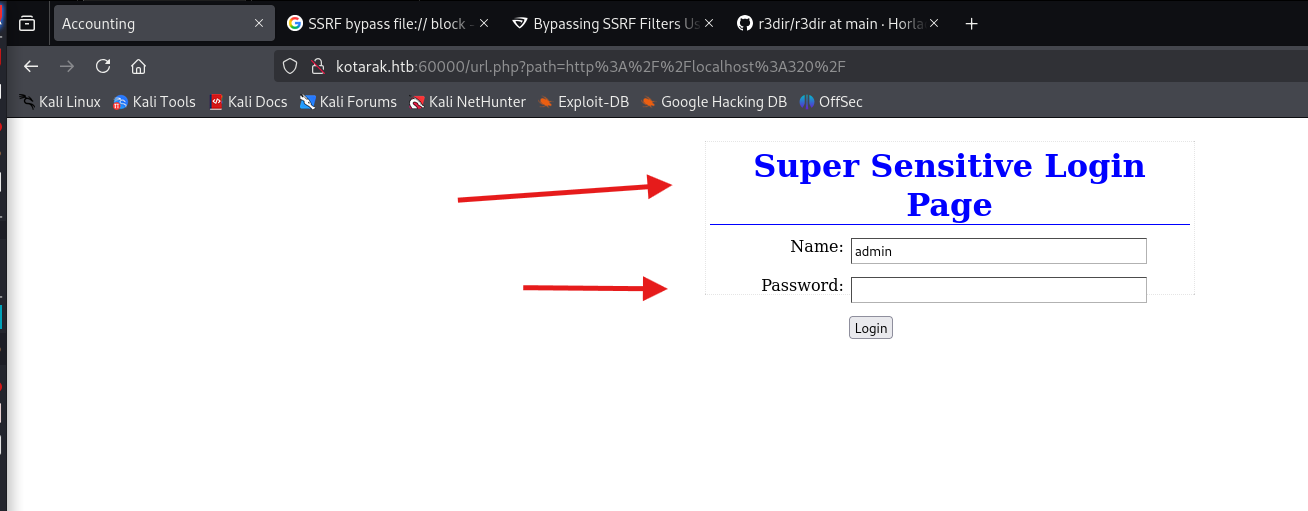 Accounting
SSRF bypass file:// block -
Bypassing SSRF Filters Us
r3dir/r3dir at main · Horla
kotarak.htb:60000/url.php?path=http%3A%2F%2Flocalhost%3A320%2F
Kali Linux
Kali Tools
Kali Docs
Kali Forums
Kali NetHunter
Exploit-DB
Google Hacking DB
OffSec
Super Sensitive Login
Page
Name: admin
Password:
Login